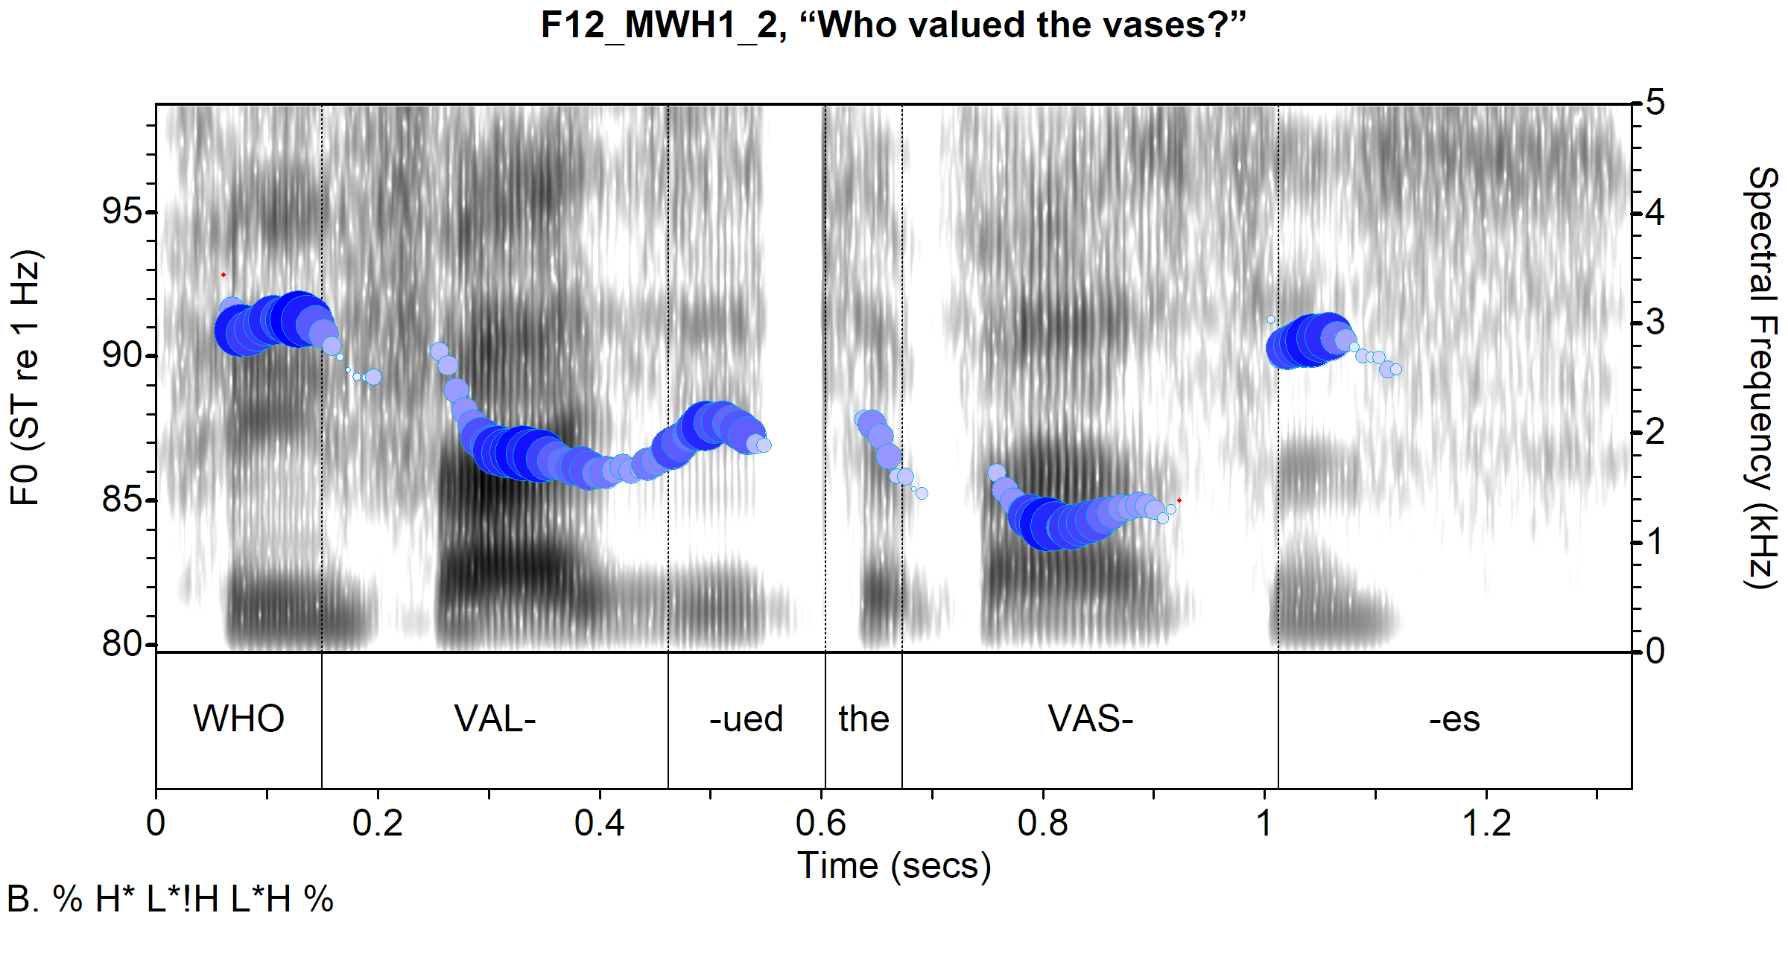 F12_MWH1_2, “Who valued the vases?”
F0 (ST re 1 Hz)
95
90
85
80
5
4
3
2
1
0
Spectral Frequency (kHz)
WHO VAL- -ued the VAS- -es
0 0.2 0.4 0.6 0.8 1 1.2
Time (secs)
B. % H* L*!H L*H %